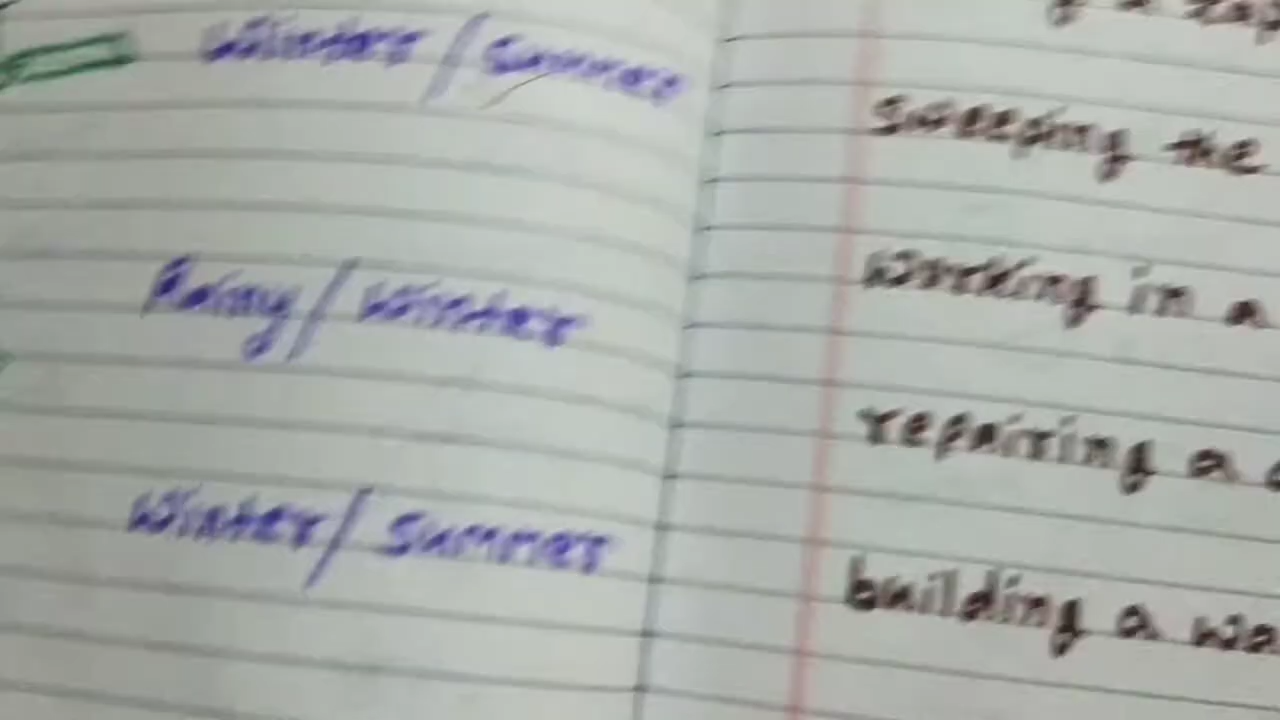 Winter / Summer
Rainy / Winter
Winter / Summer
sweeping the
working in a
repairing a
building a